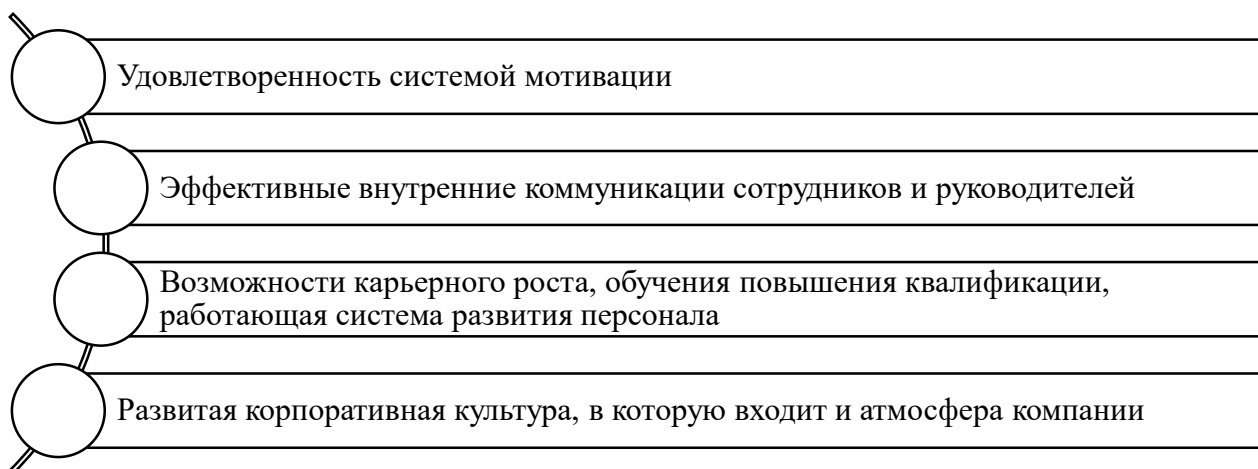 Удовлетворенность системой мотивации
Эффективные внутренние коммуникации сотрудников и руководителей
Возможности карьерного роста, обучения повышения квалификации,
работающая система развития персонала
Развитая корпоративная культура, в которую входит и атмосфера компании